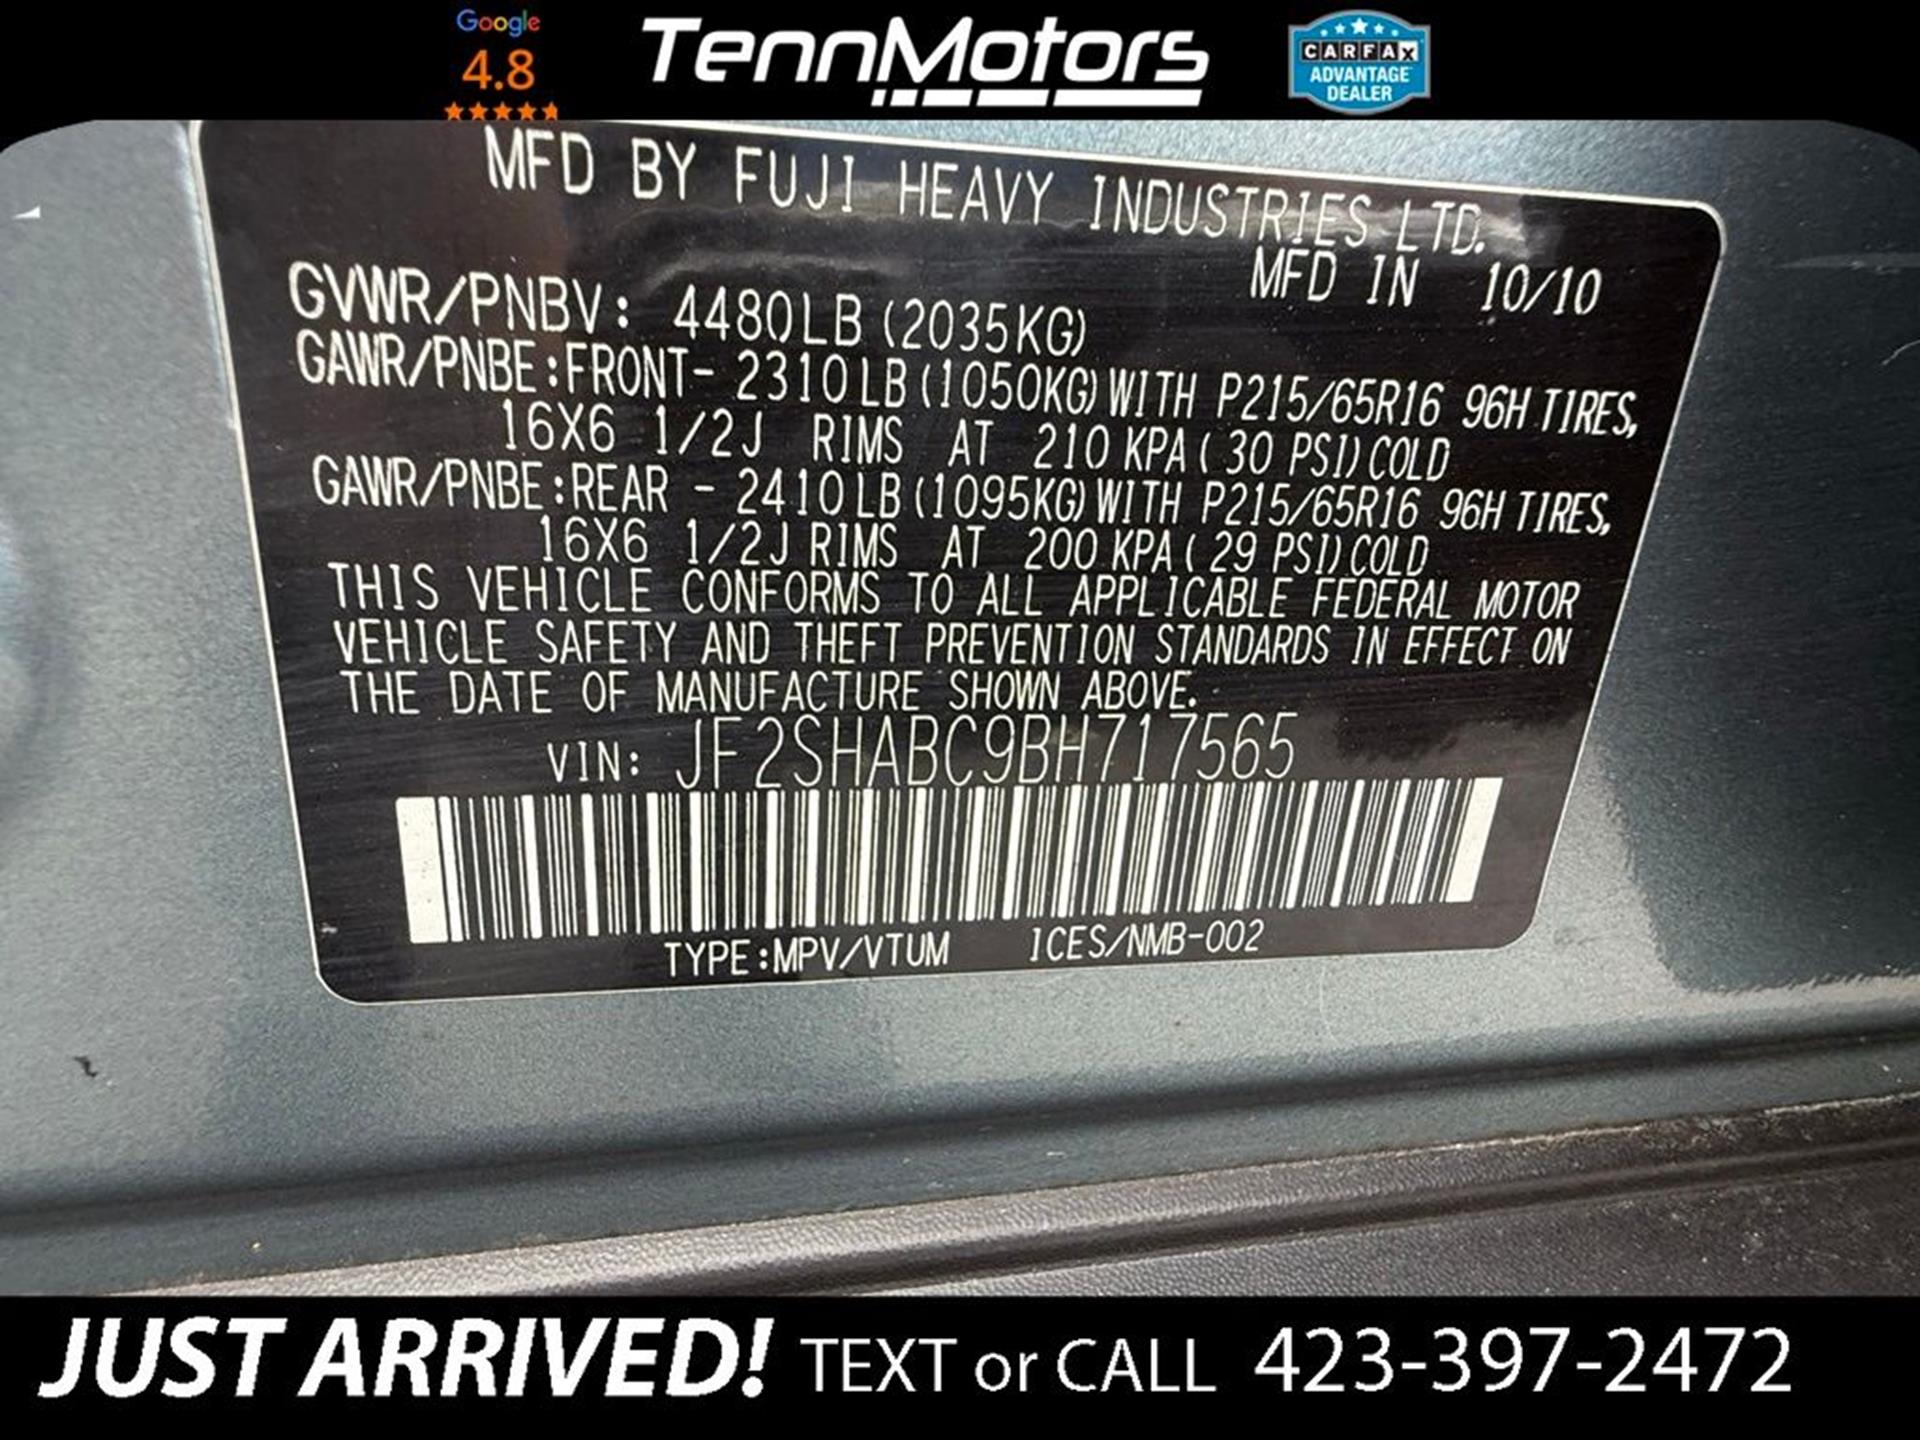 Google
4.8
TennMotors
CARFAX
ADVANTAGE
DEALER
MFD BY FUJI HEAVY INDUSTRIES LTD.
MFD IN 10/10
GVWR/PNBV: 4480LB (2035KG)
GAWR/PNBE:FRONT- 2310LB (1050KG) WITH P215/65R16 96H TIRES,
16X6 1/2J RIMS AT 210 KPA ( 30 PSI) COLD
GAWR/PNBE:REAR - 2410LB (1095KG) WITH P215/65R16 96H TIRES,
16X6 1/2J RIMS AT 200 KPA ( 29 PSI) COLD
THIS VEHICLE CONFORMS TO ALL APPLICABLE FEDERAL MOTOR
VEHICLE SAFETY AND THEFT PREVENTION STANDARDS IN EFFECT ON
THE DATE OF MANUFACTURE SHOWN ABOVE.
VIN: JF2SHABC9BH717565
TYPE:MPV/VTUM ICES/NMB-002
JUST ARRIVED! TEXT or CALL 423-397-2472